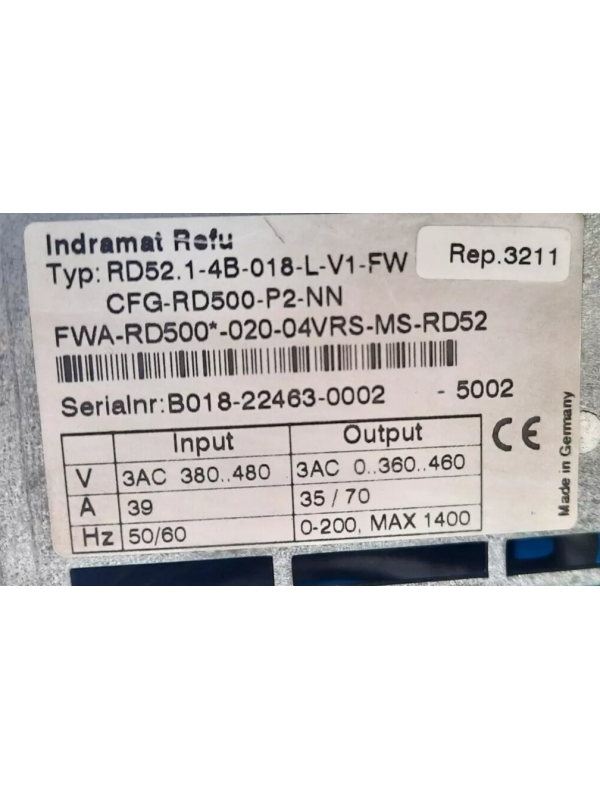 Indramat Refu
Rep.3211
Typ: RD52.1-4B-018-L-V1-FW
CFG-RD500-P2-NN
FWA-RD500*-020-04VRS-MS-RD52
Serialnr: B018-22463-0002 - 5002
Input Output
V 3AC 380..480 3AC 0..360..460
A 39 35 / 70
Hz 50/60 0-200, MAX 1400
CE
Made in Germany